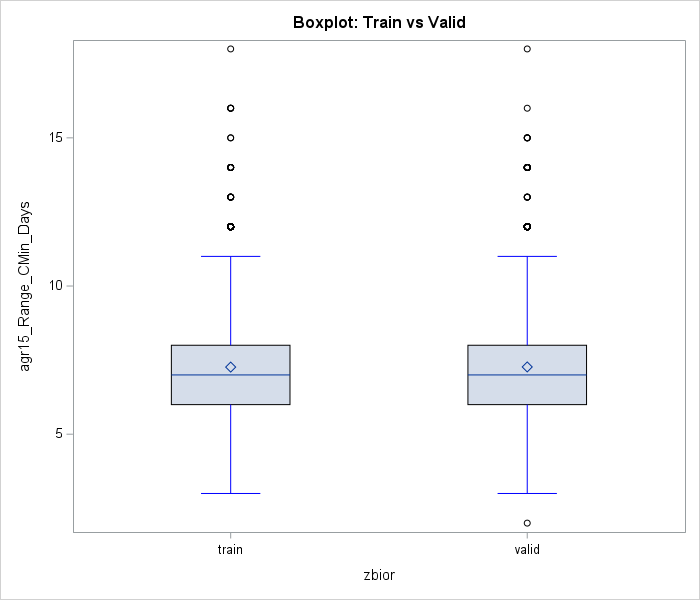 Boxplot: Train vs Valid
15
10
5
agr15_Range_CMin_Days
train
valid
zbior